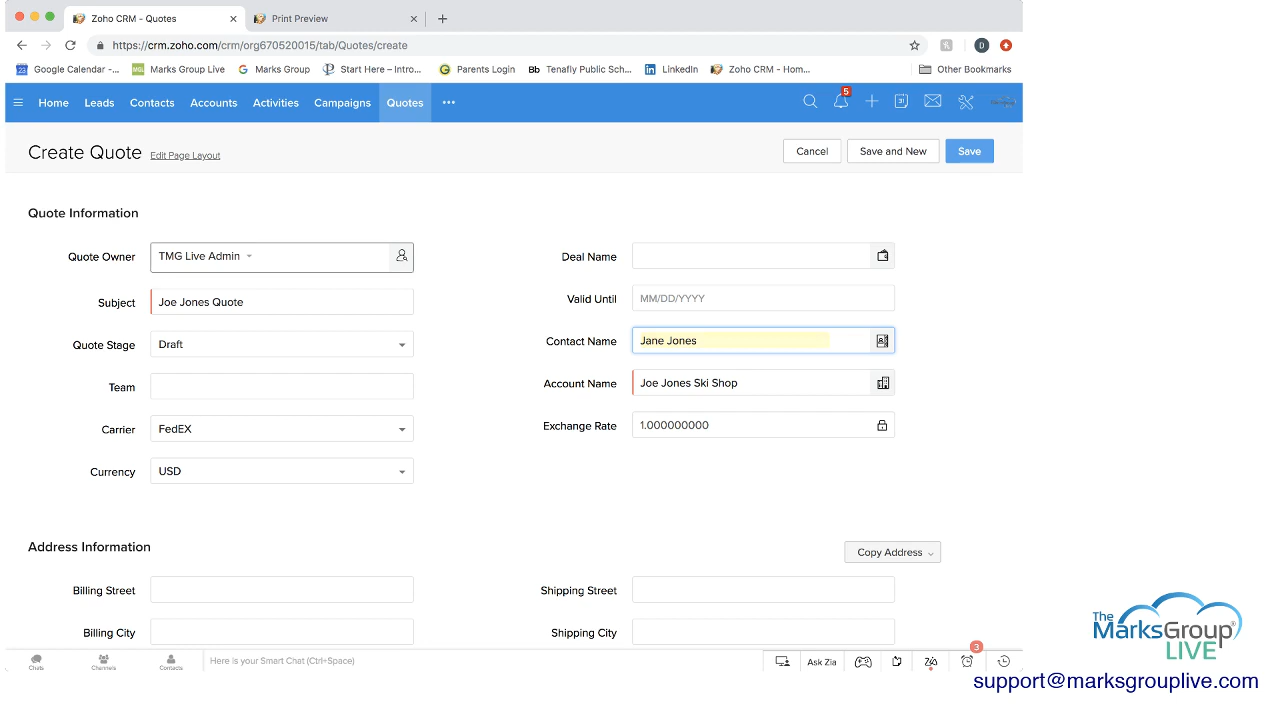 Zoho CRM - Quotes
Print Preview
https://crm.zoho.com/crm/org670520015/tab/Quotes/create
D
Google Calendar -...
Marks Group Live
Marks Group
Start Here – Intro...
Parents Login
Bb Tenafly Public Sch...
LinkedIn
Zoho CRM - Hom...
Other Bookmarks
Home
Leads
Contacts
Accounts
Activities
Campaigns
Quotes
•••
5
Create Quote
Edit Page Layout
Cancel
Save and New
Save
Quote Information
Quote Owner TMG Live Admin
Deal Name
Subject Joe Jones Quote
Valid Until MM/DD/YYYY
Quote Stage Draft
Contact Name Jane Jones
Team
Account Name Joe Jones Ski Shop
Carrier FedEX
Exchange Rate 1.000000000
Currency USD
Address Information
Copy Address
Billing Street
Shipping Street
Billing City
Shipping City
Chats
Channels
Contacts
Here is your Smart Chat (Ctrl+Space)
Ask Zia
3
The
MarksGroup®
LIVE
support@marksgrouplive.com